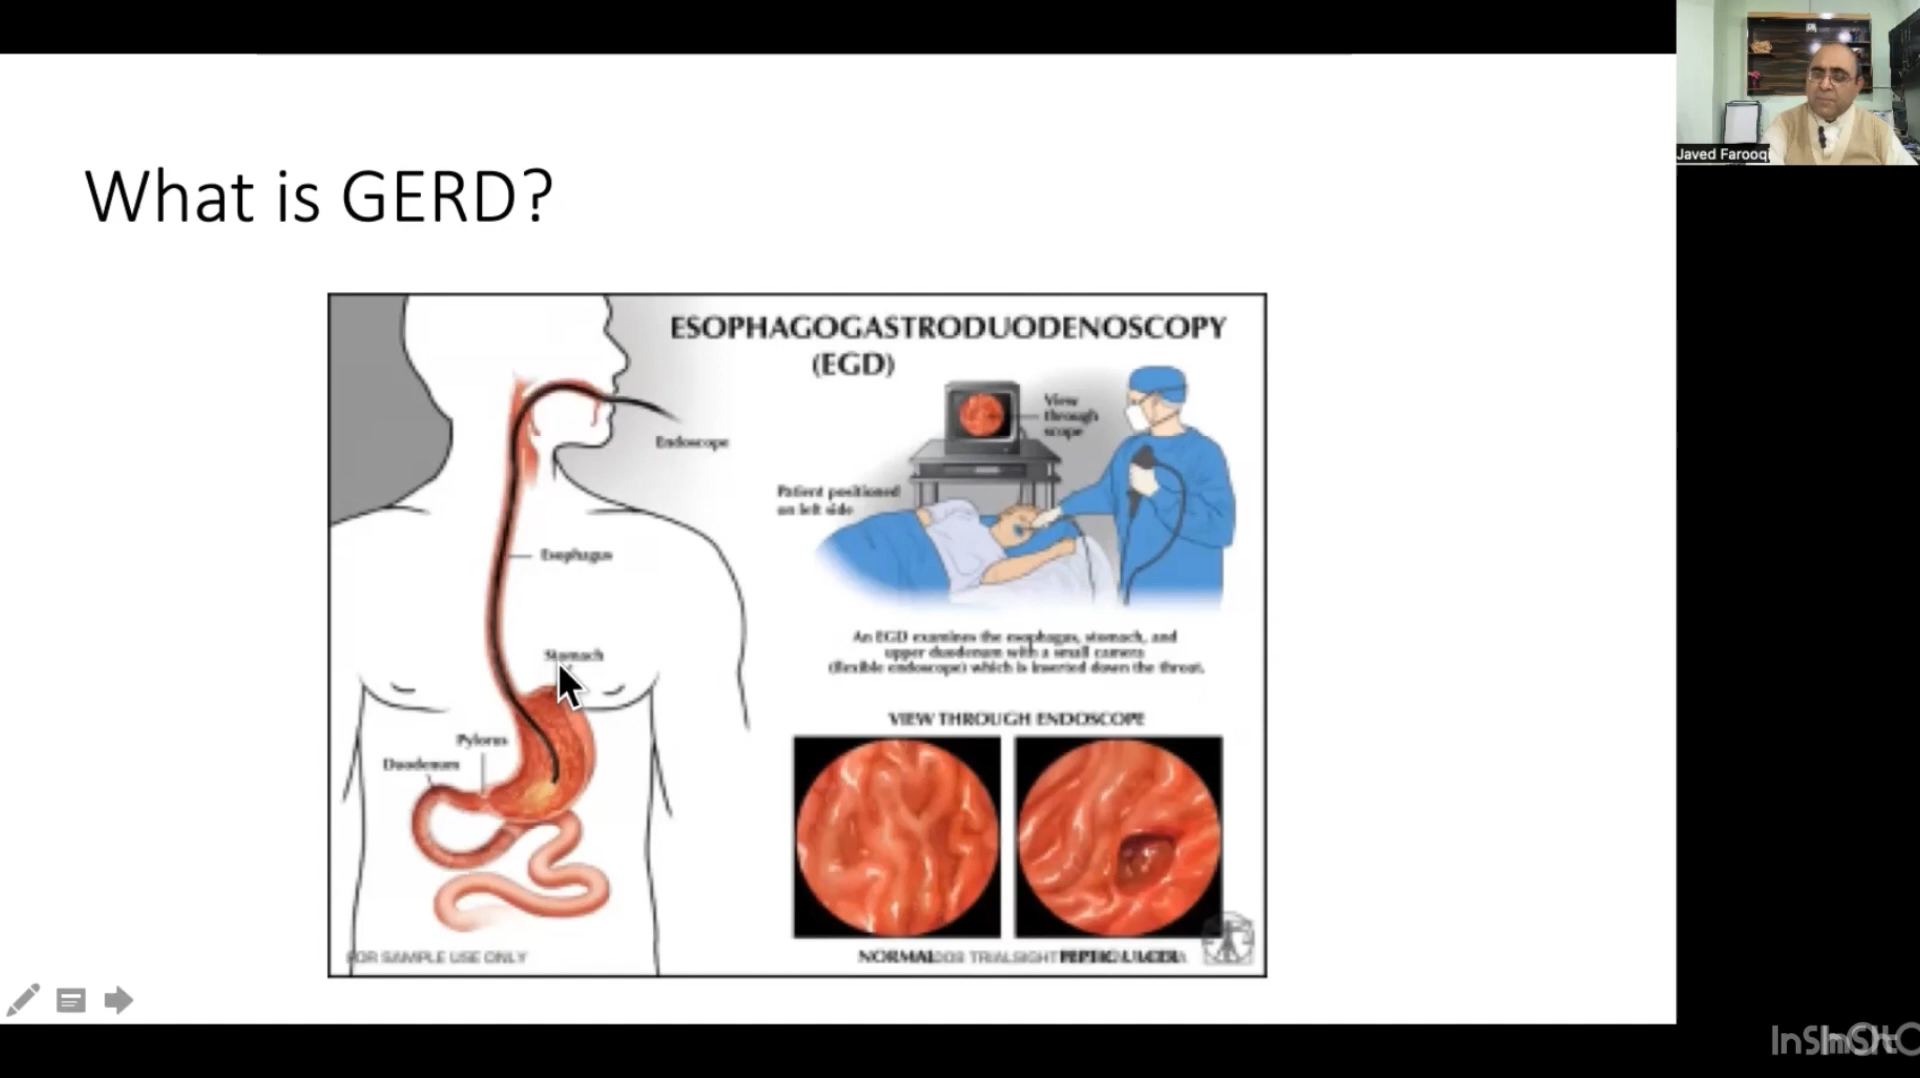 Javed Farooqi
What is GERD?
ESOPHAGOGASTRODUODENOSCOPY
(EGD)
View
through
scope
Endoscope
Patient positioned
on left side
Esophagus
An EGD examines the esophagus, stomach, and
upper duodenum with a small camera
(flexible endoscope) which is inserted down the throat.
Stomach
VIEW THROUGH ENDOSCOPE
Pylorus
Duodenum
FOR SAMPLE USE ONLY
NORMAL
PEPTIC ULCER